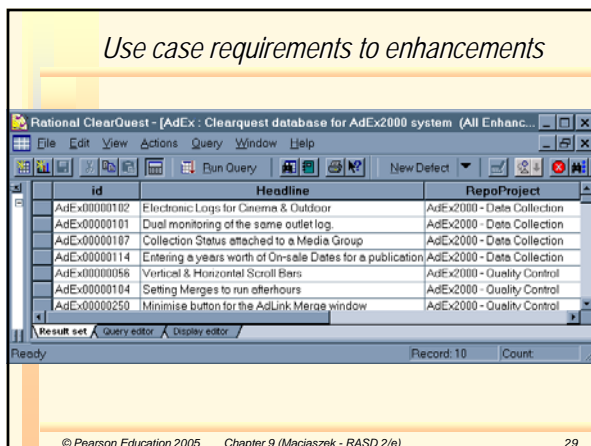 Use case requirements to enhancements
Rational ClearQuest - [AdEx : Clearquest database for AdEx2000 system (All Enhanc...
File Edit View Actions Query Window Help
Run Query New Defect
id Headline RepoProject
AdEx00000102 Electronic Logs for Cinema & Outdoor AdEx2000 - Data Collection
AdEx00000101 Dual monitoring of the same outlet log. AdEx2000 - Data Collection
AdEx00000107 Collection Status attached to a Media Group AdEx2000 - Data Collection
AdEx00000114 Entering a years worth of On-sale Dates for a publication AdEx2000 - Data Collection
AdEx00000056 Vertical & Horizontal Scroll Bars AdEx2000 - Quality Control
AdEx00000104 Setting Merges to run afterhours AdEx2000 - Quality Control
AdEx00000250 Minimise button for the AdLink Merge window AdEx2000 - Quality Control
Result set Query editor Display editor
Ready Record: 10 Count:
© Pearson Education 2005 Chapter 9 (Maciaszek - RASD 2/e) 29